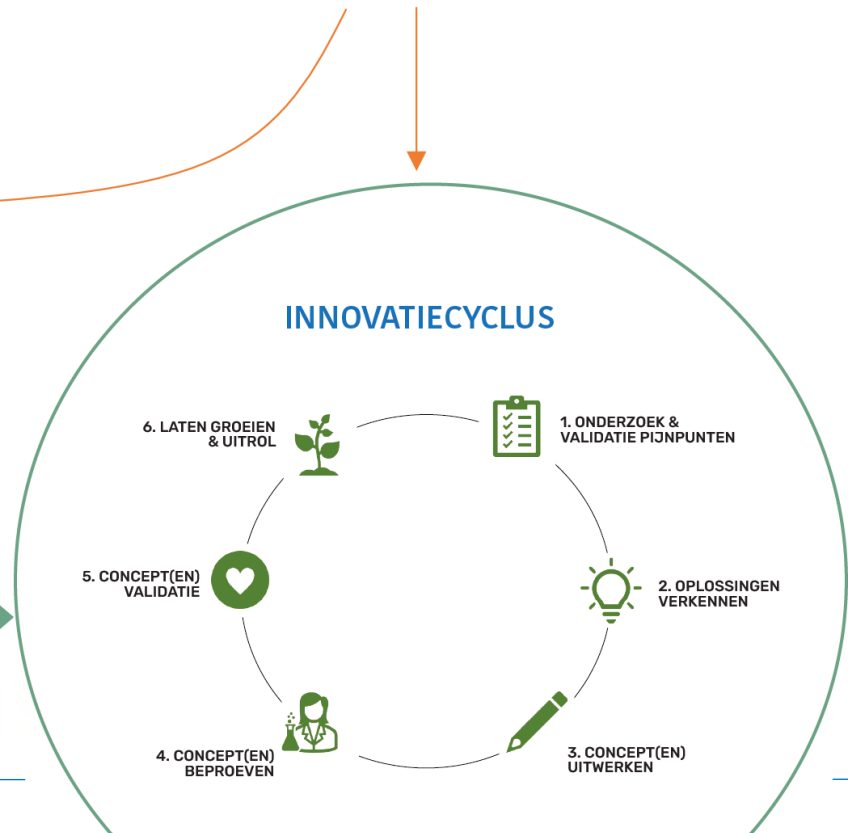 INNOVATIECYCLUS
1. ONDERZOEK &
VALIDATIE PIJNPUNTEN
2. OPLOSSINGEN
VERKENNEN
3. CONCEPT(EN)
UITWERKEN
4. CONCEPT(EN)
BEPROEVEN
5. CONCEPT(EN)
VALIDATIE
6. LATEN GROEIEN
& UITROL